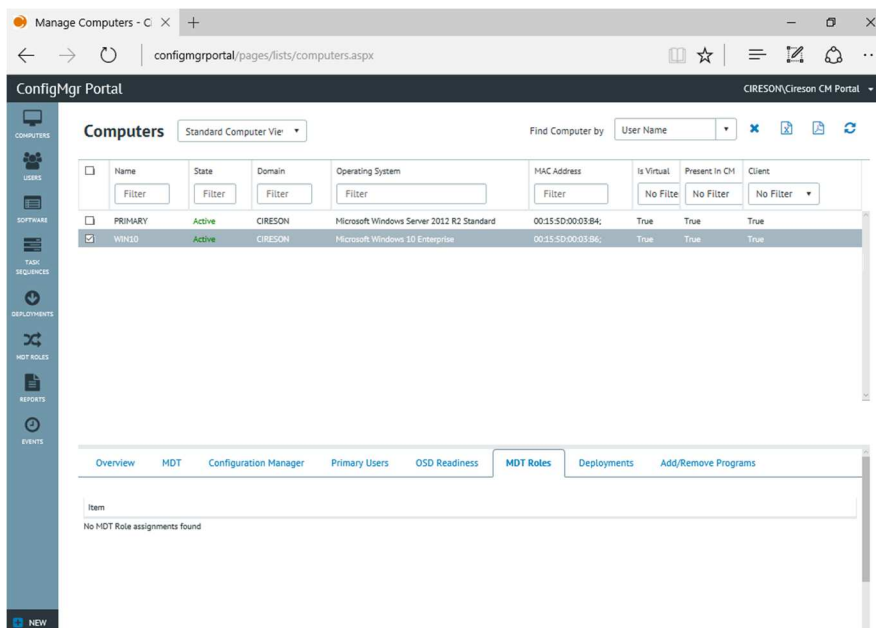 Manage Computers - Ci
configmgrportal/pages/lists/computers.aspx
ConfigMgr Portal
CIRESON\Cireson CM Portal
COMPUTERS
USERS
SOFTWARE
TASK
SEQUENCES
DEPLOYMENTS
MDT ROLES
REPORTS
EVENTS
NEW
Computers
Standard Computer Vie
Find Computer by
User Name
Name State Domain Operating System MAC Address Is Virtual Present In CM Client
Filter Filter Filter Filter Filter No Filte No Filter No Filter
PRIMARY Active CIRESON Microsoft Windows Server 2012 R2 Standard 00:15:5D:00:03:B4; True True True
WIN10 Active CIRESON Microsoft Windows 10 Enterprise 00:15:5D:00:03:B6; True True True
Overview MDT Configuration Manager Primary Users OSD Readiness MDT Roles Deployments Add/Remove Programs
Item
No MDT Role assignments found